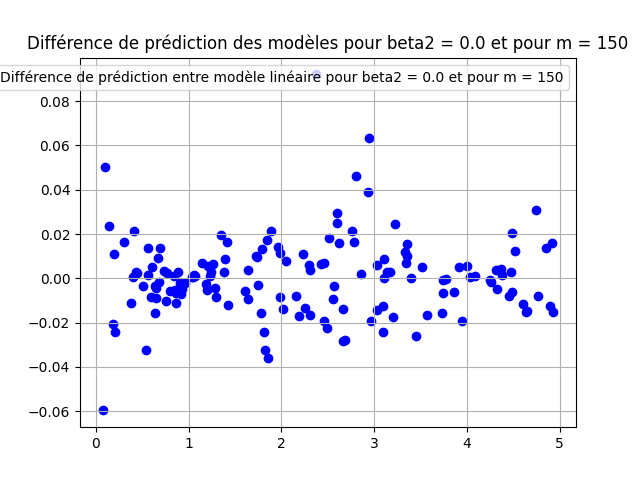 Différence de prédiction des modèles pour beta2 = 0.0 et pour m = 150
Différence de prédiction entre modèle linéaire pour beta2 = 0.0 et pour m = 150
0.08
0.06
0.04
0.02
0.00
−0.02
−0.04
−0.06
0 1 2 3 4 5